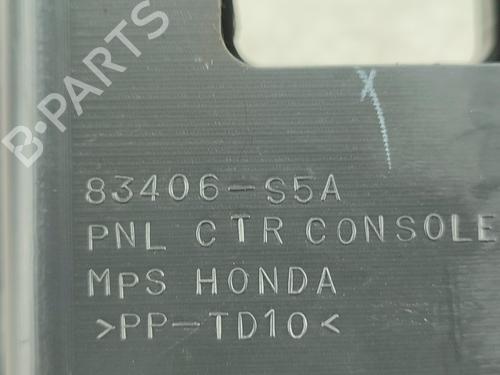 B-PARTS
83406-S5A
PNL CTR CONSOLE
MPS HONDA
>PP-TD10<